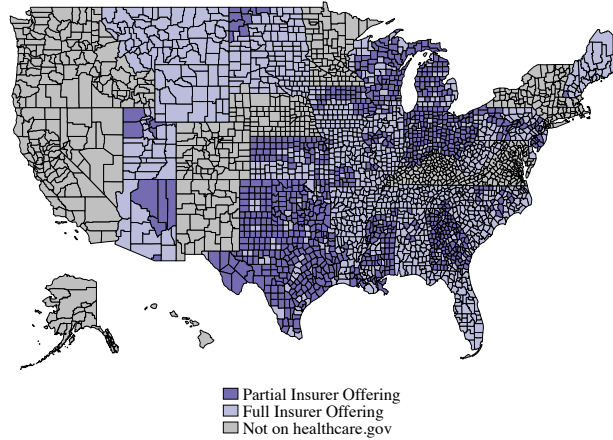 Partial Insurer Offering
Full Insurer Offering
Not on healthcare.gov